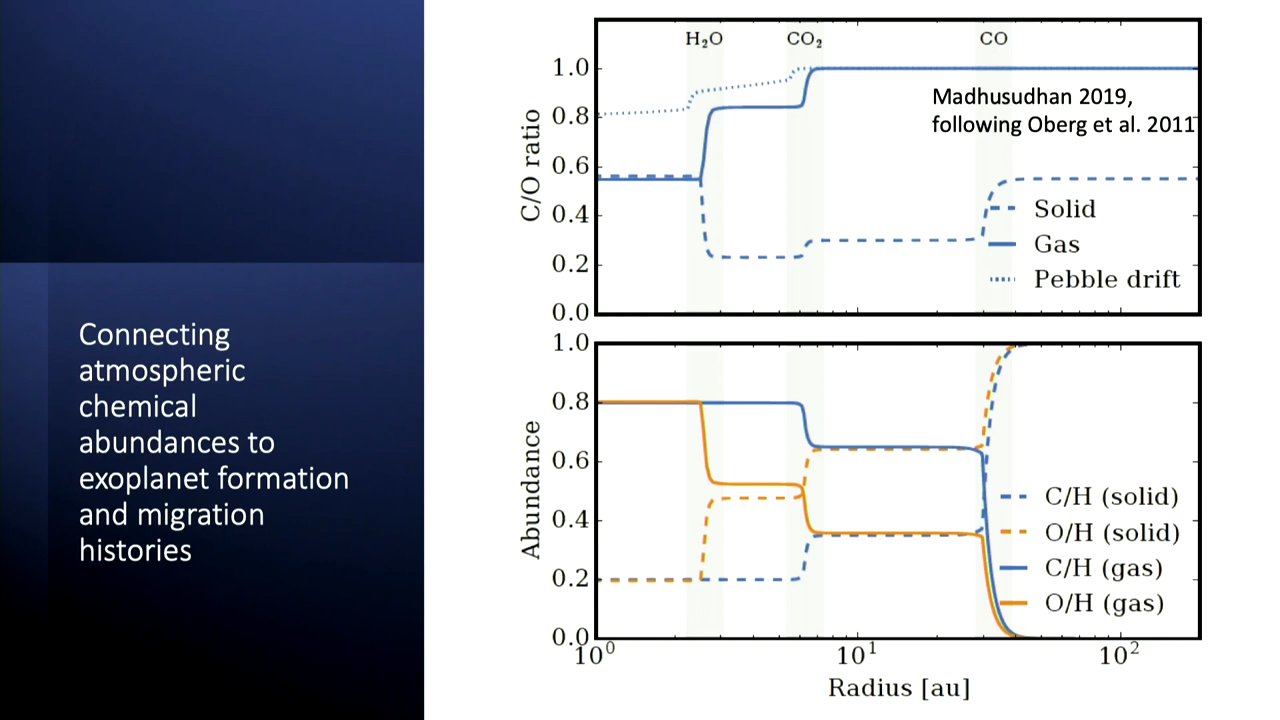 Connecting
atmospheric
chemical
abundances to
exoplanet formation
and migration
histories
H₂O CO₂ CO
1.0
0.8
0.6
0.4
0.2
0.0
C/O ratio
Madhusudhan 2019,
following Oberg et al. 2011
Solid
Gas
Pebble drift
1.0
0.8
0.6
0.4
0.2
0.0
Abundance
C/H (solid)
O/H (solid)
C/H (gas)
O/H (gas)
10⁰ 10¹ 10²
Radius [au]